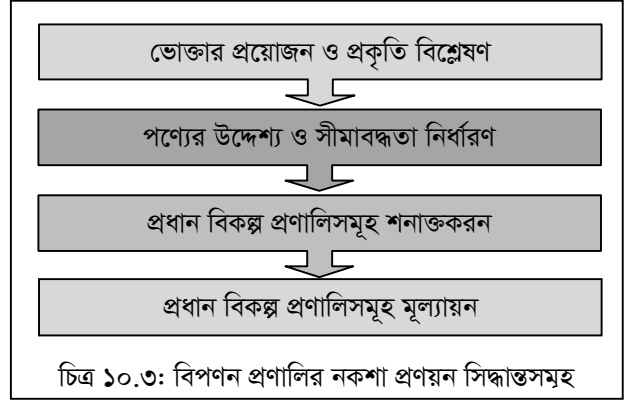 ভোক্তার প্রয়োজন ও প্রকৃতি বিশ্লেষণ
পণ্যের উদ্দেশ্য ও সীমাবদ্ধতা নির্ধারণ
প্রধান বিকল্প প্রণালিসমূহ শনাক্তকরন
প্রধান বিকল্প প্রণালিসমূহ মূল্যায়ন
চিত্র ১০.৩: বিপণন প্রণালির নকশা প্রণয়ন সিদ্ধান্তসমূহ